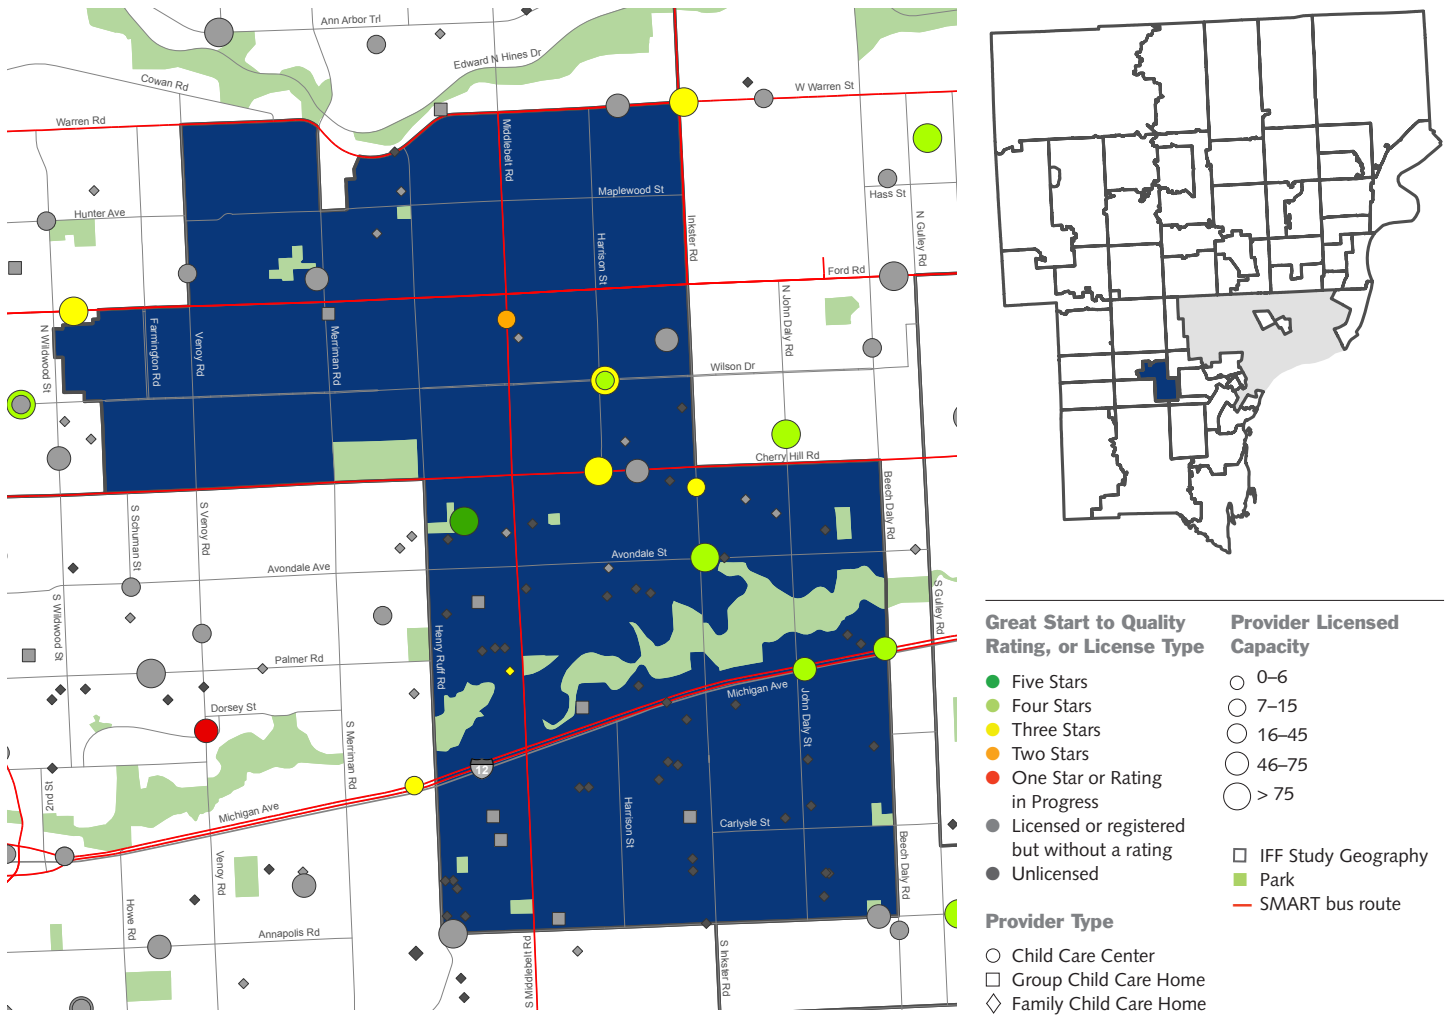 Ann Arbor Trl
Edward N Hines Dr
Cowan Rd
W Warren St
Warren Rd
Middlebelt Rd
Maplewood St
Hass St
Hunter Ave
Inkster Rd
N Gulley Rd
Harrison St
Ford Rd
N John Daly Rd
N Wildwood St
Farmington Rd
Venoy Rd
Merriman Rd
Wilson Dr
Cherry Hill Rd
Beech Daly Rd
S Schuman St
S Venoy Rd
Avondale St
Avondale Ave
S Wildwood St
S Gulley Rd
Henry Ruff Rd
Palmer Rd
Michigan Ave
John Daly St
Dorsey St
S Merriman Rd
12
2nd St
Michigan Ave
Harrison St
Carlysle St
Venoy Rd
Beech Daly Rd
Howe Rd
Annapolis Rd
S Middlebelt Rd
S Inkster Rd
Great Start to Quality
Rating, or License Type
Five Stars
Four Stars
Three Stars
Two Stars
One Star or Rating
in Progress
Licensed or registered
but without a rating
Unlicensed
Provider Type
Child Care Center
Group Child Care Home
Family Child Care Home
Provider Licensed
Capacity
0–6
7–15
16–45
46–75
> 75
IFF Study Geography
Park
SMART bus route